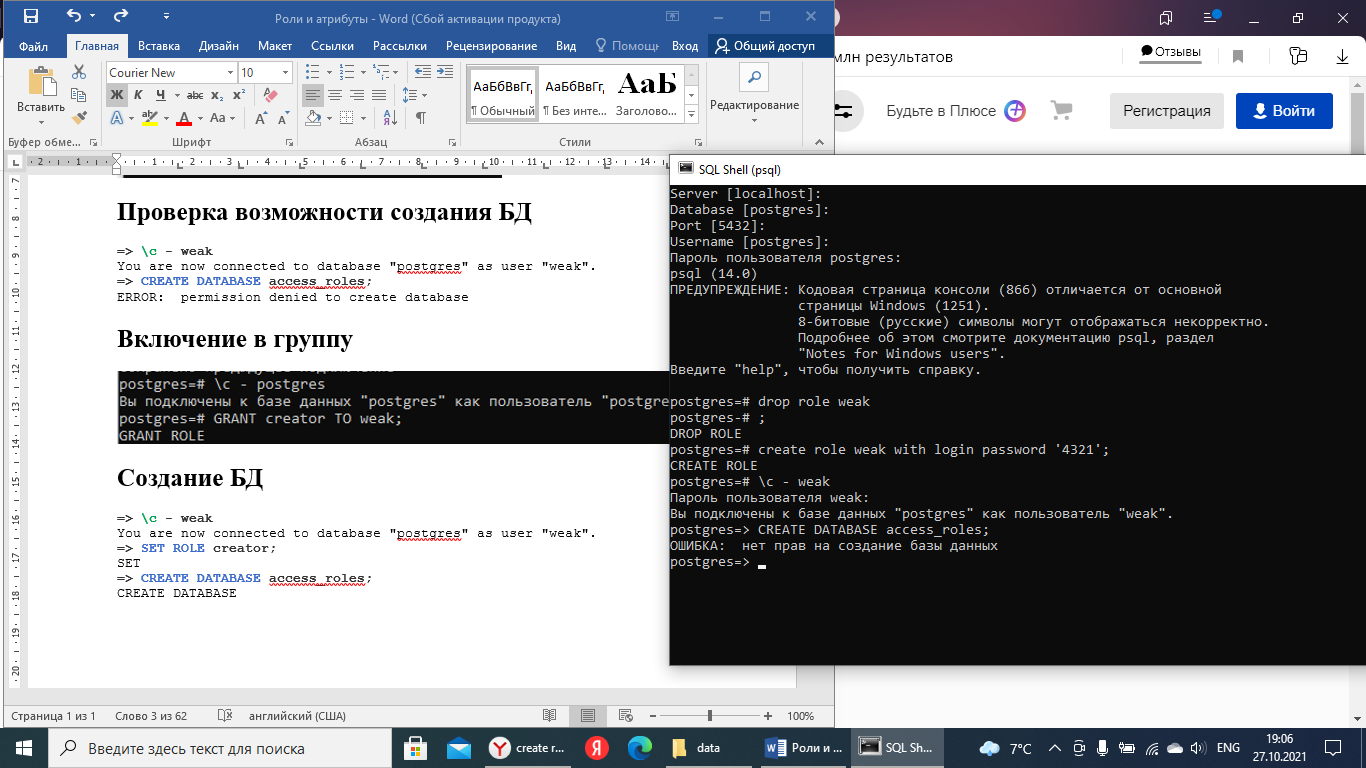 Роли и атрибуты - Word (Сбой активации продукта)
Файл Главная Вставка Дизайн Макет Ссылки Рассылки Рецензирование Вид Помощь Вход Общий доступ
Courier New 10
Вставить
Ж К Ч abc x₂ x²
Aa А А
АаБбВвГг, АаБбВвГг, АаБ
¶ Обычный ¶ Без инте... Заголово...
Редактирование
Буфер обме... Шрифт Абзац Стили
млн результатов
Отзывы
Будьте в Плюсе
Регистрация
Войти
Проверка возможности создания БД
=> \c - weak
You are now connected to database "postgres" as user "weak".
=> CREATE DATABASE access_roles;
ERROR:  permission denied to create database
Включение в группу
postgres=# \c - postgres
Вы подключены к базе данных "postgres" как пользователь "postgre
postgres=# GRANT creator TO weak;
GRANT ROLE
Создание БД
=> \c - weak
You are now connected to database "postgres" as user "weak".
=> SET ROLE creator;
SET
=> CREATE DATABASE access_roles;
CREATE DATABASE
SQL Shell (psql)
Server [localhost]:
Database [postgres]:
Port [5432]:
Username [postgres]:
Пароль пользователя postgres:
psql (14.0)
ПРЕДУПРЕЖДЕНИЕ: Кодовая страница консоли (866) отличается от основной
страницы Windows (1251).
8-битовые (русские) символы могут отображаться некорректно.
Подробнее об этом смотрите документацию psql, раздел
"Notes for Windows users".
Введите "help", чтобы получить справку.
postgres=# drop role weak
postgres-# ;
DROP ROLE
postgres=# create role weak with login password '4321';
CREATE ROLE
postgres=# \c - weak
Пароль пользователя weak:
Вы подключены к базе данных "postgres" как пользователь "weak".
postgres=> CREATE DATABASE access_roles;
ОШИБКА:  нет прав на создание базы данных
postgres=>
Страница 1 из 1 Слово 3 из 62 английский (США) 100%
Введите здесь текст для поиска
create r...
data
Роли и ...
SQL Sh...
7°C
ENG
19:06
27.10.2021